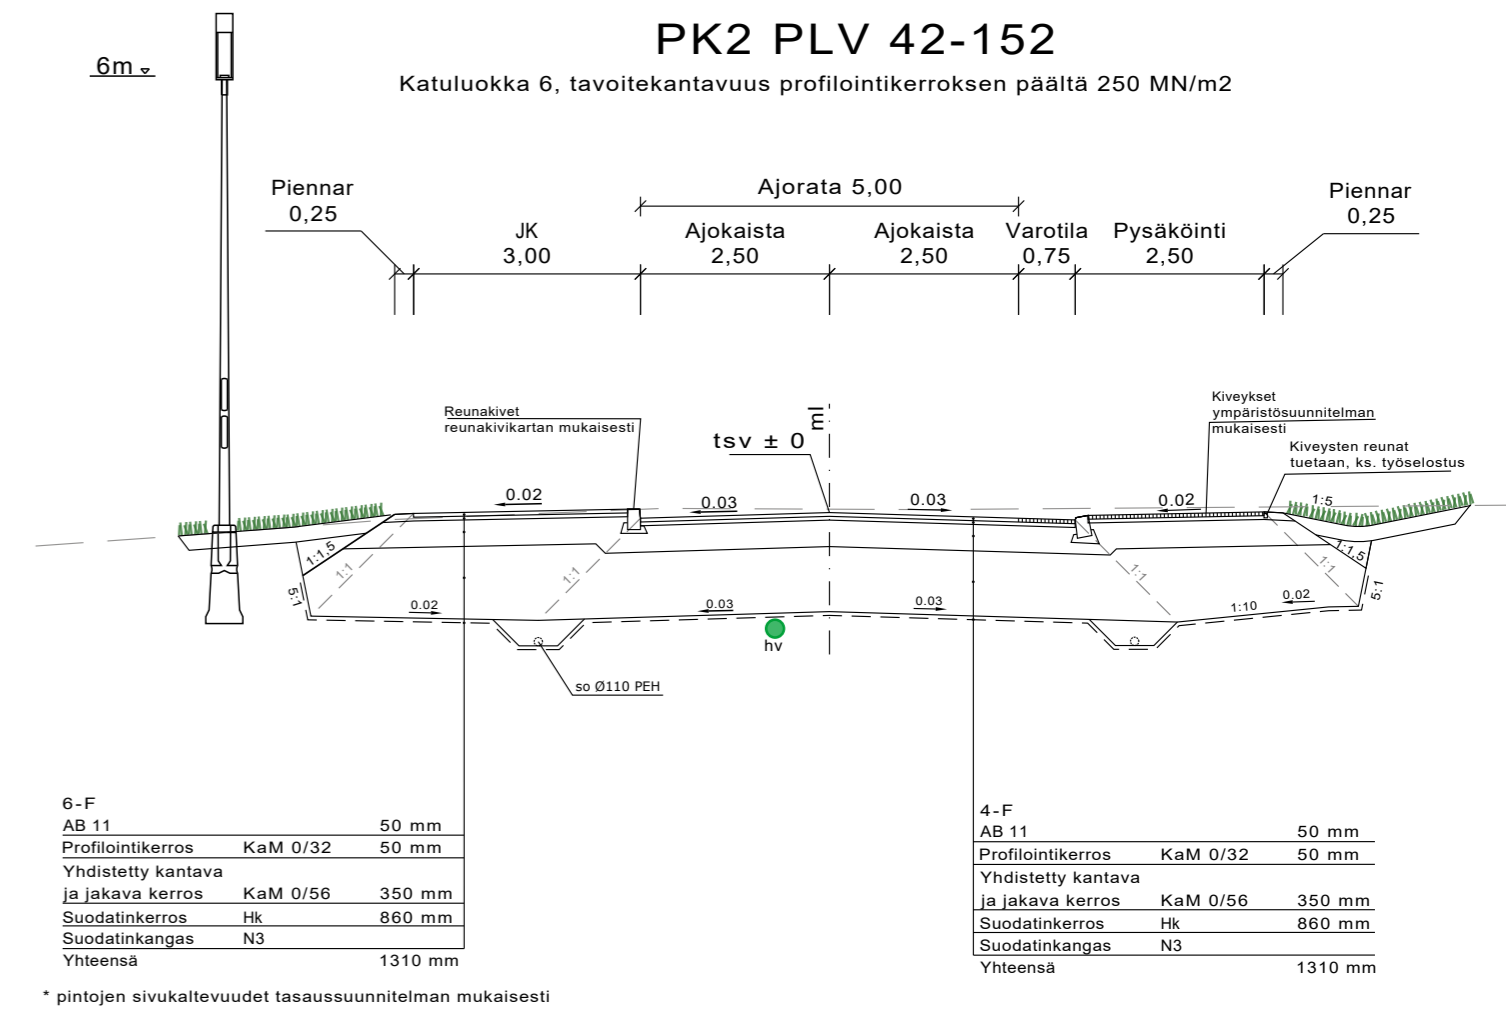 PK2 PLV 42-152
Katuluokka 6, tavoitekantavuus profilointikerroksen päältä 250 MN/m2
6m
Piennar
0,25
JK
3,00
Ajorata 5,00
Ajokaista
2,50
Ajokaista
2,50
Varotila
0,75
Pysäköinti
2,50
Piennar
0,25
Reunakivet
reunakivikartan mukaisesti
tsv ± 0
ml
Kiveykset
ympäristösuunnitelman
mukaisesti
Kiveysten reunat
tuetaan, ks. työselostus
0.02
0.03
0.03
0.02
1:5
1:1,5
1:1
1:1
1:1
1:1
1:1,5
5:1
0.02
0.03
0.03
1:10
0.02
5:1
hv
so Ø110 PEH
6-F
AB 11 50 mm
Profilointikerros KaM 0/32 50 mm
Yhdistetty kantava
ja jakava kerros KaM 0/56 350 mm
Suodatinkerros Hk 860 mm
Suodatinkangas N3
Yhteensä 1310 mm
4-F
AB 11 50 mm
Profilointikerros KaM 0/32 50 mm
Yhdistetty kantava
ja jakava kerros KaM 0/56 350 mm
Suodatinkerros Hk 860 mm
Suodatinkangas N3
Yhteensä 1310 mm
* pintojen sivukaltevuudet tasaussuunnitelman mukaisesti